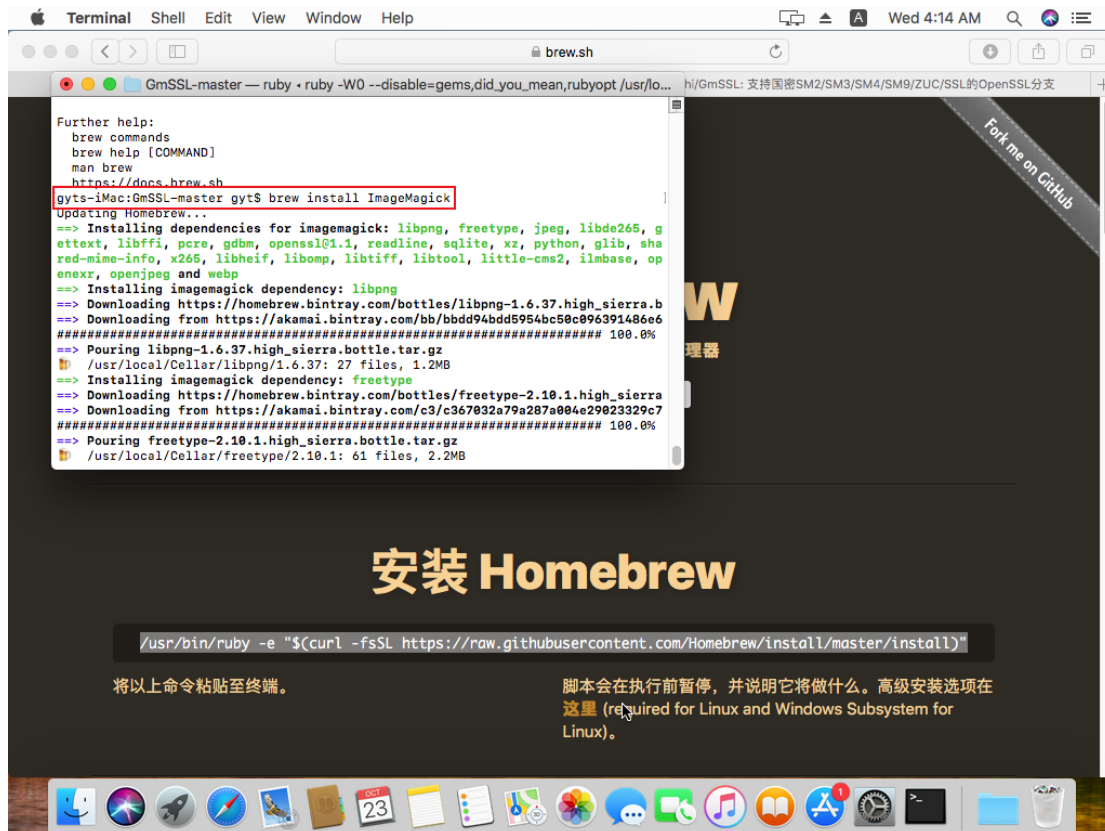 Terminal Shell Edit View Window Help
A Wed 4:14 AM
brew.sh
GmSSL-master — ruby ◂ ruby -W0 --disable=gems,did_you_mean,rubyopt /usr/lo...
hi/GmSSL: 支持国密SM2/SM3/SM4/SM9/ZUC/SSL的OpenSSL分支
Fork me on GitHub
Further help:
brew commands
brew help [COMMAND]
man brew
https://docs.brew.sh
gyts-iMac:GmSSL-master gyt$ brew install ImageMagick
Updating Homebrew...
==> Installing dependencies for imagemagick: libpng, freetype, jpeg, libde265, g
ettext, libffi, pcre, gdbm, openssl@1.1, readline, sqlite, xz, python, glib, sha
red-mime-info, x265, libheif, libomp, libtiff, libtool, little-cms2, ilmbase, op
enexr, openjpeg and webp
==> Installing imagemagick dependency: libpng
==> Downloading https://homebrew.bintray.com/bottles/libpng-1.6.37.high_sierra.b
==> Downloading from https://akamai.bintray.com/bb/bbdd94bdd5954bc50c096391486e6
######################################################################## 100.0%
==> Pouring libpng-1.6.37.high_sierra.bottle.tar.gz
/usr/local/Cellar/libpng/1.6.37: 27 files, 1.2MB
==> Installing imagemagick dependency: freetype
==> Downloading https://homebrew.bintray.com/bottles/freetype-2.10.1.high_sierra
==> Downloading from https://akamai.bintray.com/c3/c367032a79a287a004e29023329c7
######################################################################## 100.0%
==> Pouring freetype-2.10.1.high_sierra.bottle.tar.gz
/usr/local/Cellar/freetype/2.10.1: 61 files, 2.2MB
w
理器
安装 Homebrew
/usr/bin/ruby -e "$(curl -fsSL https://raw.githubusercontent.com/Homebrew/install/master/install)"
将以上命令粘贴至终端。
脚本会在执行前暂停，并说明它将做什么。高级安装选项在
这里 (required for Linux and Windows Subsystem for
Linux)。
OCT
23
1